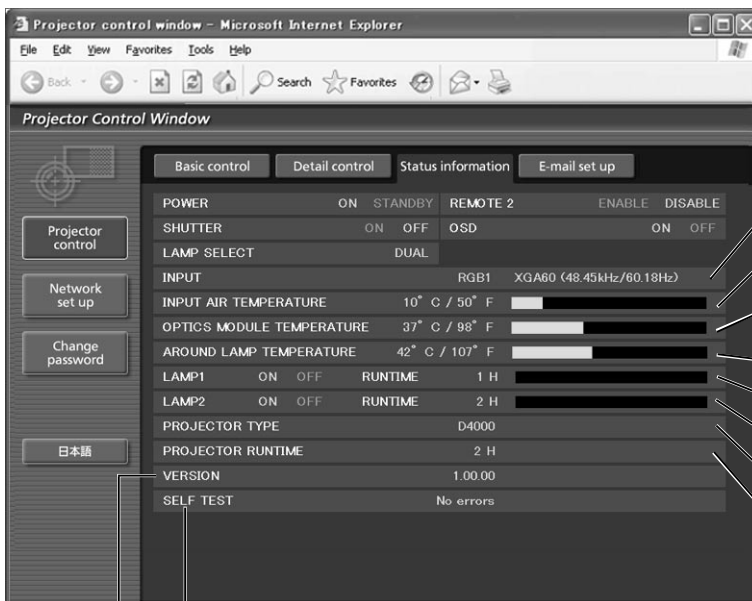 Projector control window - Microsoft Internet Explorer
File Edit View Favorites Tools Help
Back Search Favorites
Projector Control Window
Basic control Detail control Status information E-mail set up
Projector control
Network set up
Change password
日本語
POWER ON STANDBY REMOTE 2 ENABLE DISABLE
SHUTTER ON OFF OSD ON OFF
LAMP SELECT DUAL
INPUT RGB1 XGA60 (48.45kHz/60.18Hz)
INPUT AIR TEMPERATURE 10° C / 50° F
OPTICS MODULE TEMPERATURE 37° C / 98° F
AROUND LAMP TEMPERATURE 42° C / 107° F
LAMP1 ON OFF RUNTIME 1 H
LAMP2 ON OFF RUNTIME 2 H
PROJECTOR TYPE D4000
PROJECTOR RUNTIME 2 H
VERSION 1.00.00
SELF TEST No errors